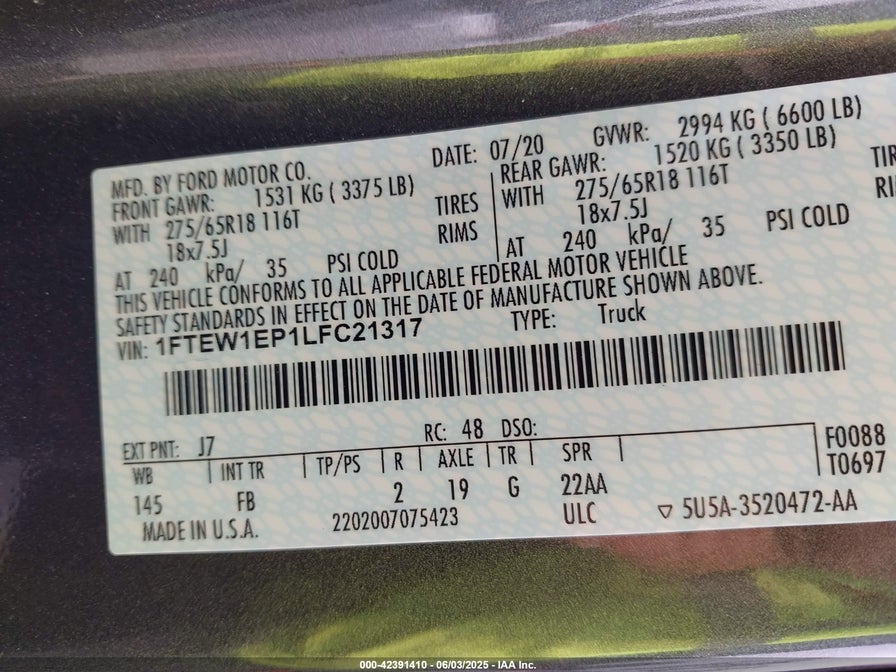 MFD. BY FORD MOTOR CO. DATE: 07/20 GVWR: 2994 KG ( 6600 LB)
FRONT GAWR: 1531 KG ( 3375 LB) REAR GAWR: 1520 KG ( 3350 LB)
WITH 275/65R18 116T TIRES WITH 275/65R18 116T
18x7.5J RIMS 18x7.5J
AT 240 kPa/ 35 PSI COLD AT 240 kPa/ 35 PSI COLD
THIS VEHICLE CONFORMS TO ALL APPLICABLE FEDERAL MOTOR VEHICLE
SAFETY STANDARDS IN EFFECT ON THE DATE OF MANUFACTURE SHOWN ABOVE.
VIN: 1FTEW1EP1LFC21317 TYPE: Truck
EXT PNT: J7 RC: 48 DSO:
WB INT TR TP/PS R AXLE TR SPR F0088
145 FB 2 19 G 22AA T0697
MADE IN U.S.A. 2202007075423 ULC ▽ 5U5A-3520472-AA
000-42391410 - 06/03/2025 - IAA Inc.